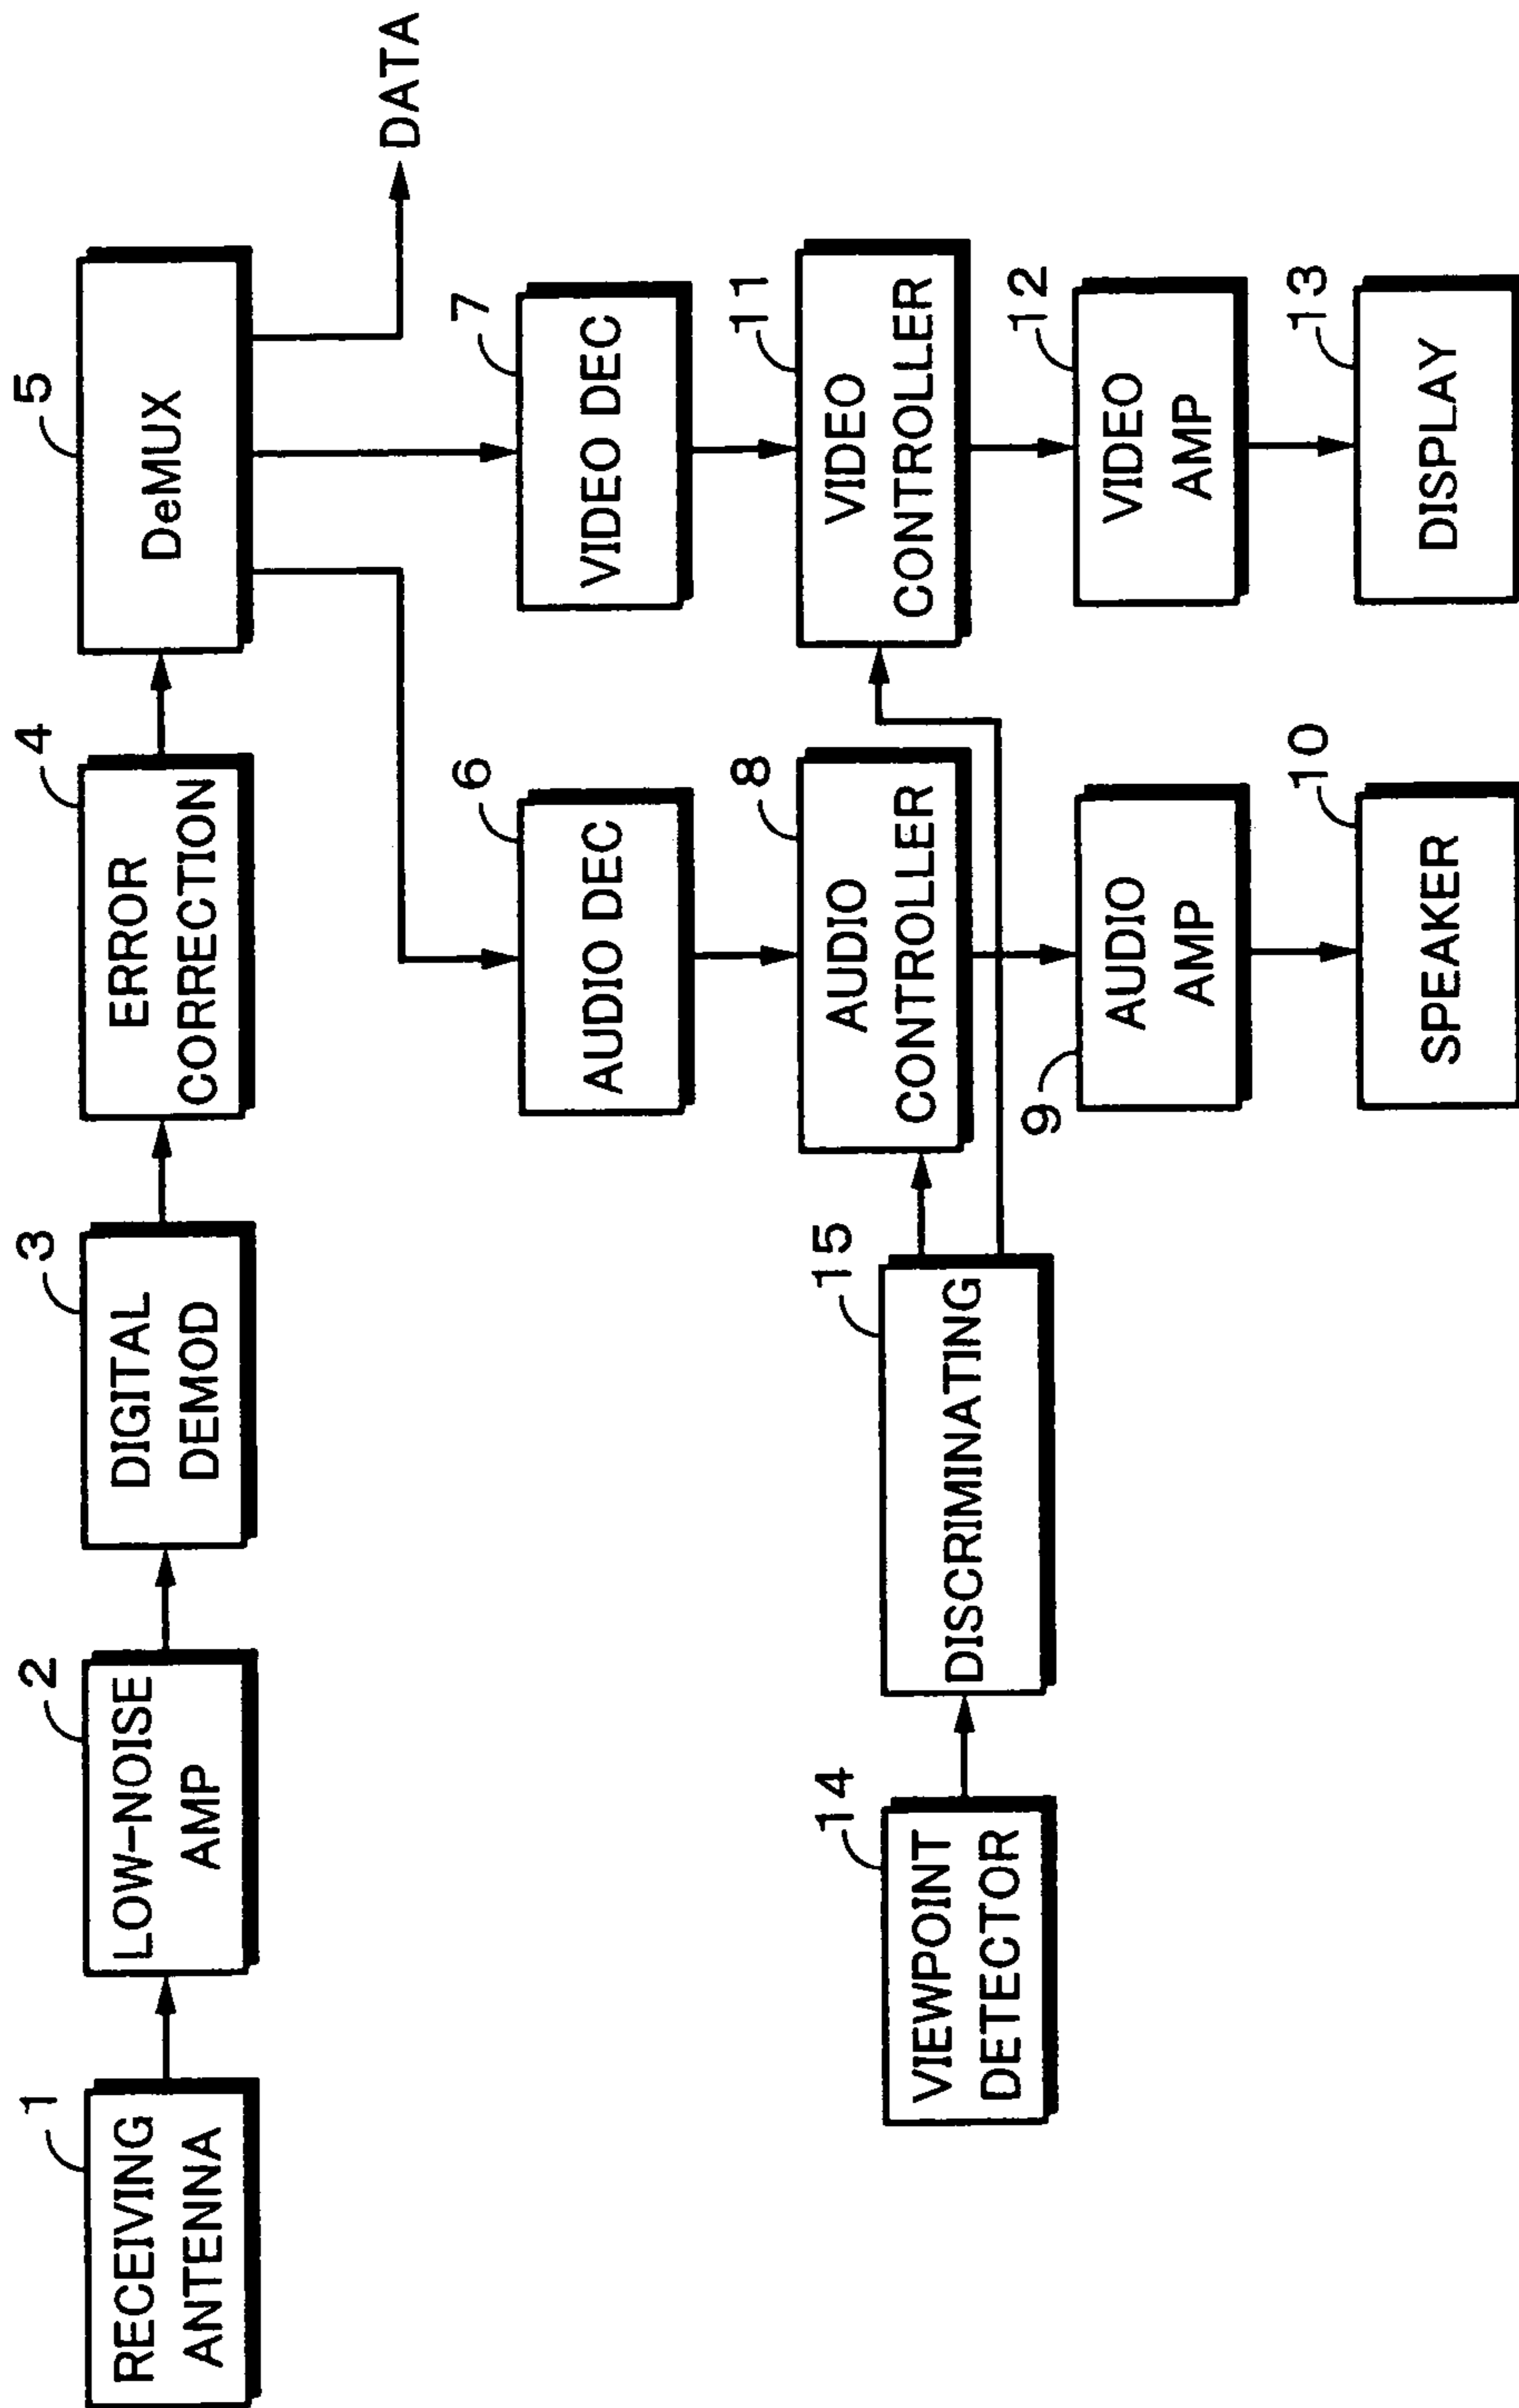 1
RECEIVING
ANTENNA
2
LOW-NOISE
AMP
3
DIGITAL
DEMOD
4
ERROR
CORRECTION
5
DeMUX
DATA
6
AUDIO DEC
7
VIDEO DEC
14
VIEWPOINT
DETECTOR
15
DISCRIMINATING
8
AUDIO
CONTROLLER
11
VIDEO
CONTROLLER
9
AUDIO
AMP
12
VIDEO
AMP
10
SPEAKER
13
DISPLAY